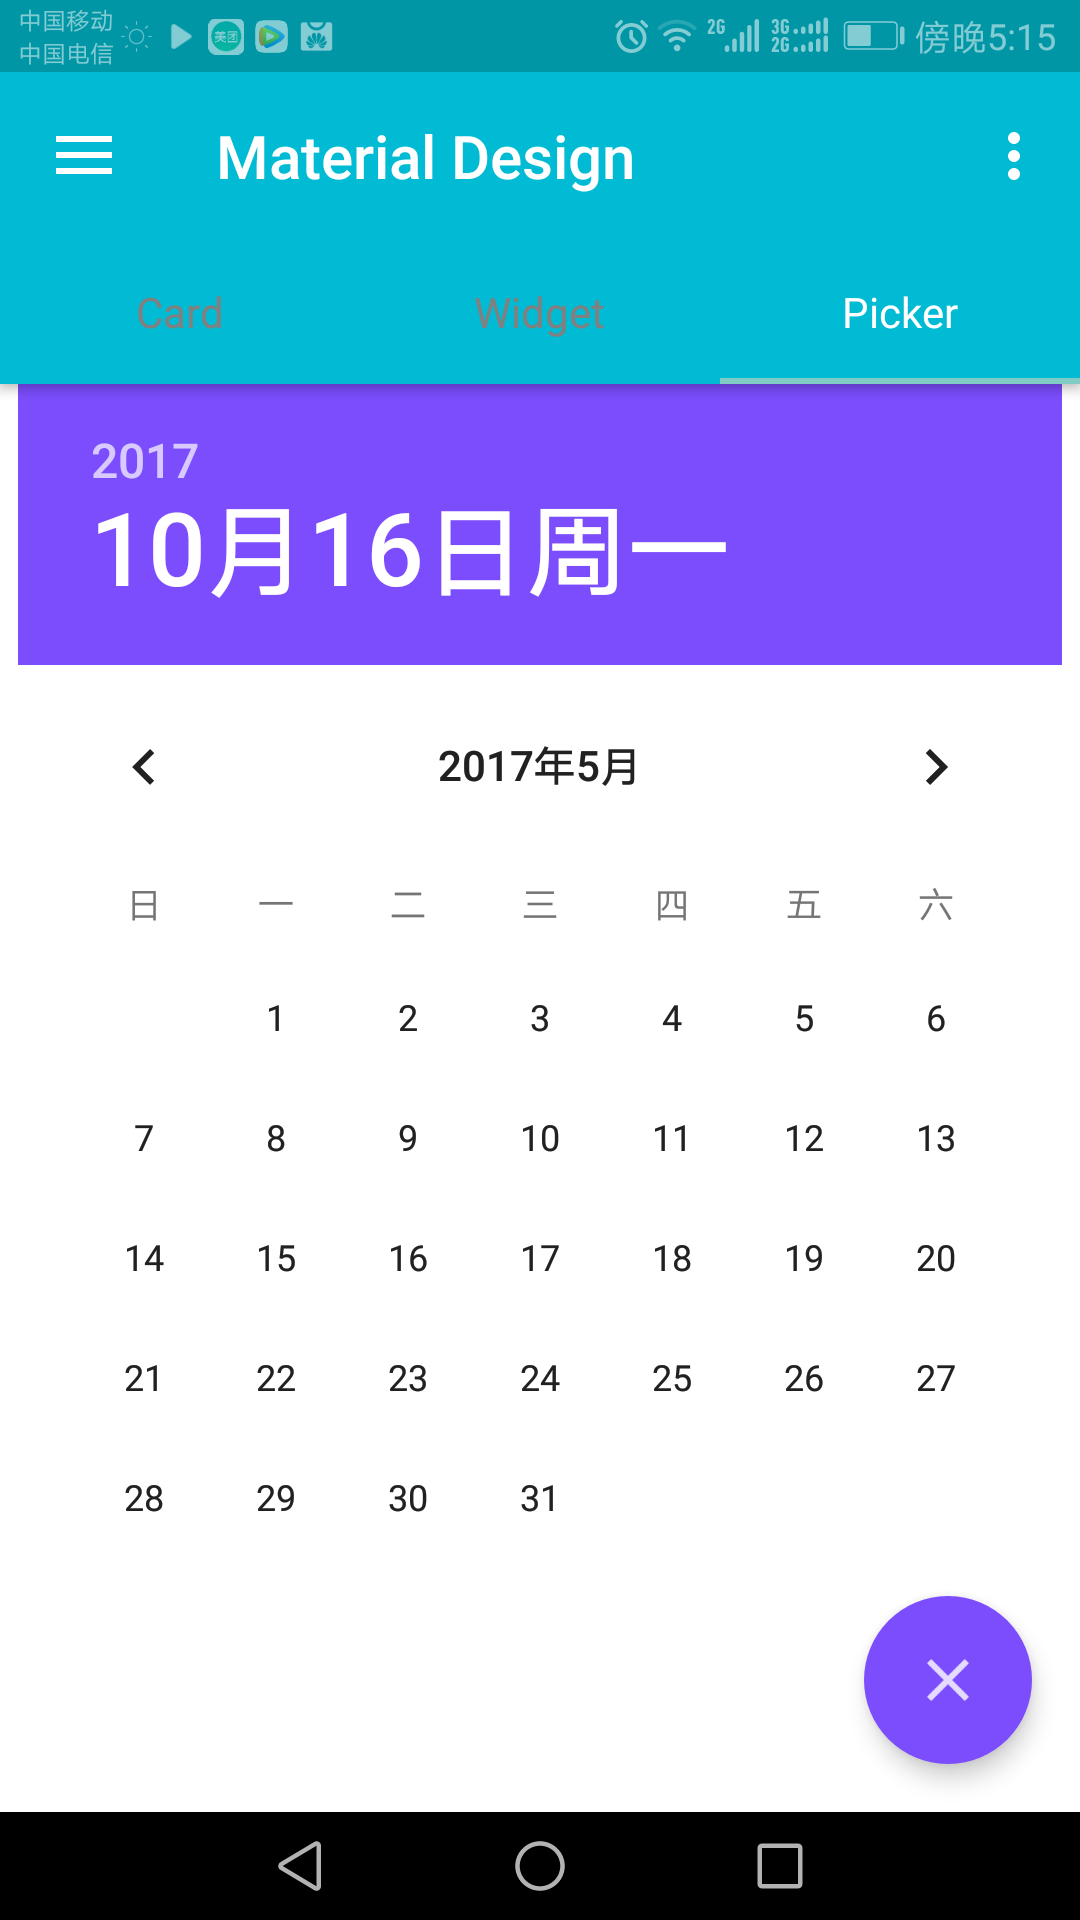 中国移动
中国电信
美团
2G 3G 2G 傍晚5:15
Material Design
Card Widget Picker
2017
10月16日周一
2017年5月
日 一 二 三 四 五 六
1 2 3 4 5 6
7 8 9 10 11 12 13
14 15 16 17 18 19 20
21 22 23 24 25 26 27
28 29 30 31